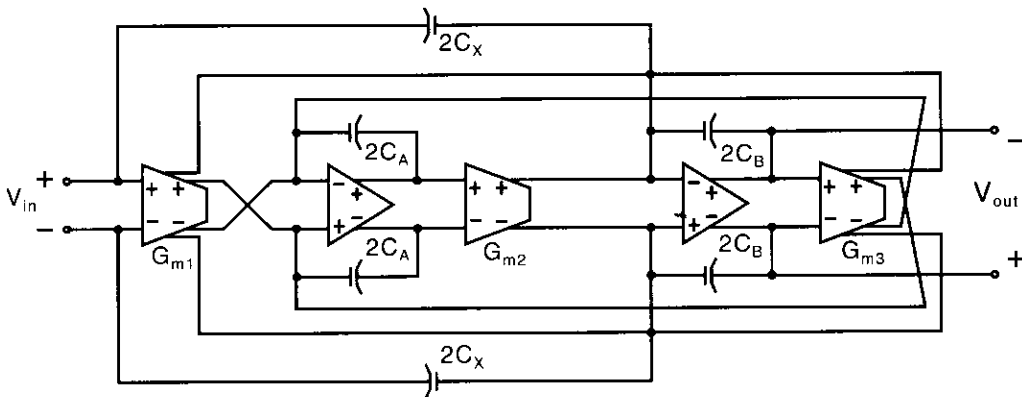 2C_X
+
V_in
−
+ +
− −
G_m1
2C_A
− +
+ −
2C_A
+ +
− −
G_m2
2C_B
− +
+ −
2C_B
+ +
− −
G_m3
−
V_out
+
2C_X